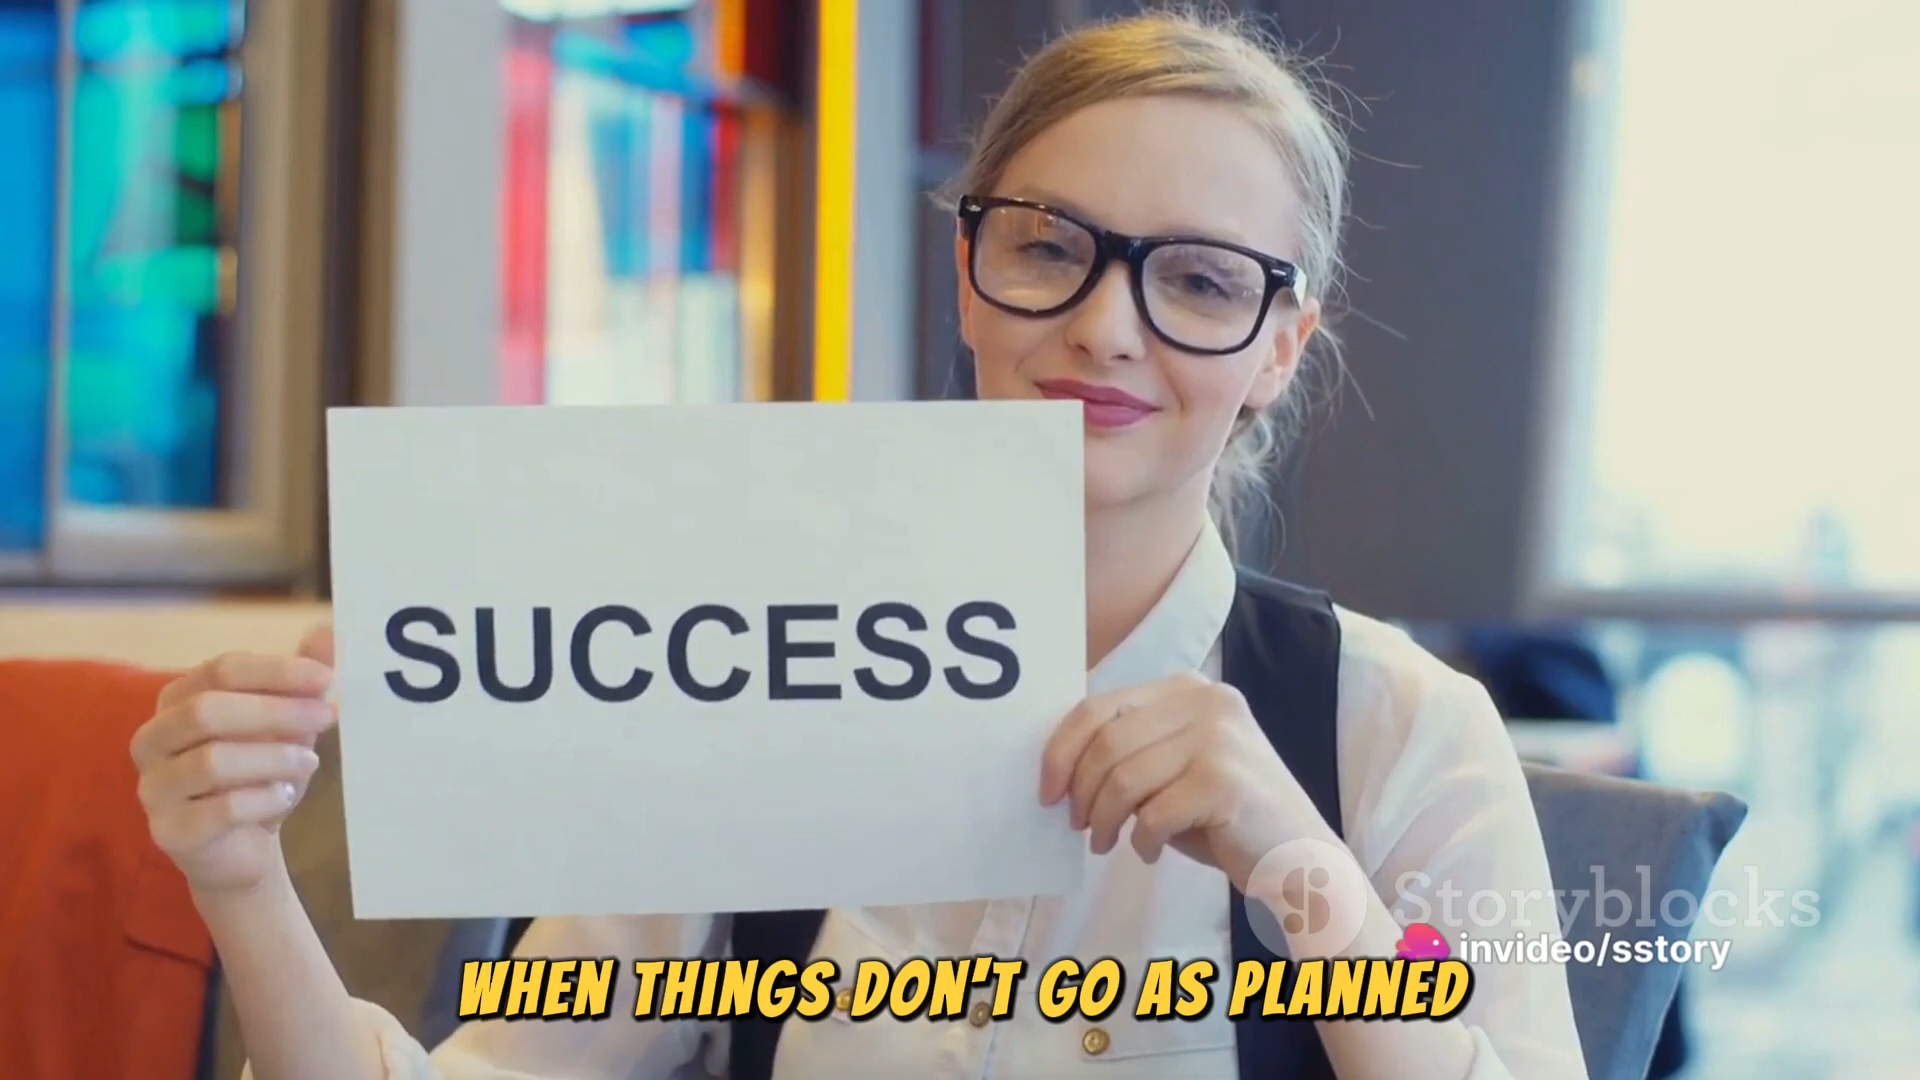 SUCCESS
Storyblocks
invideo/sstory
WHEN THINGS DON'T GO AS PLANNED